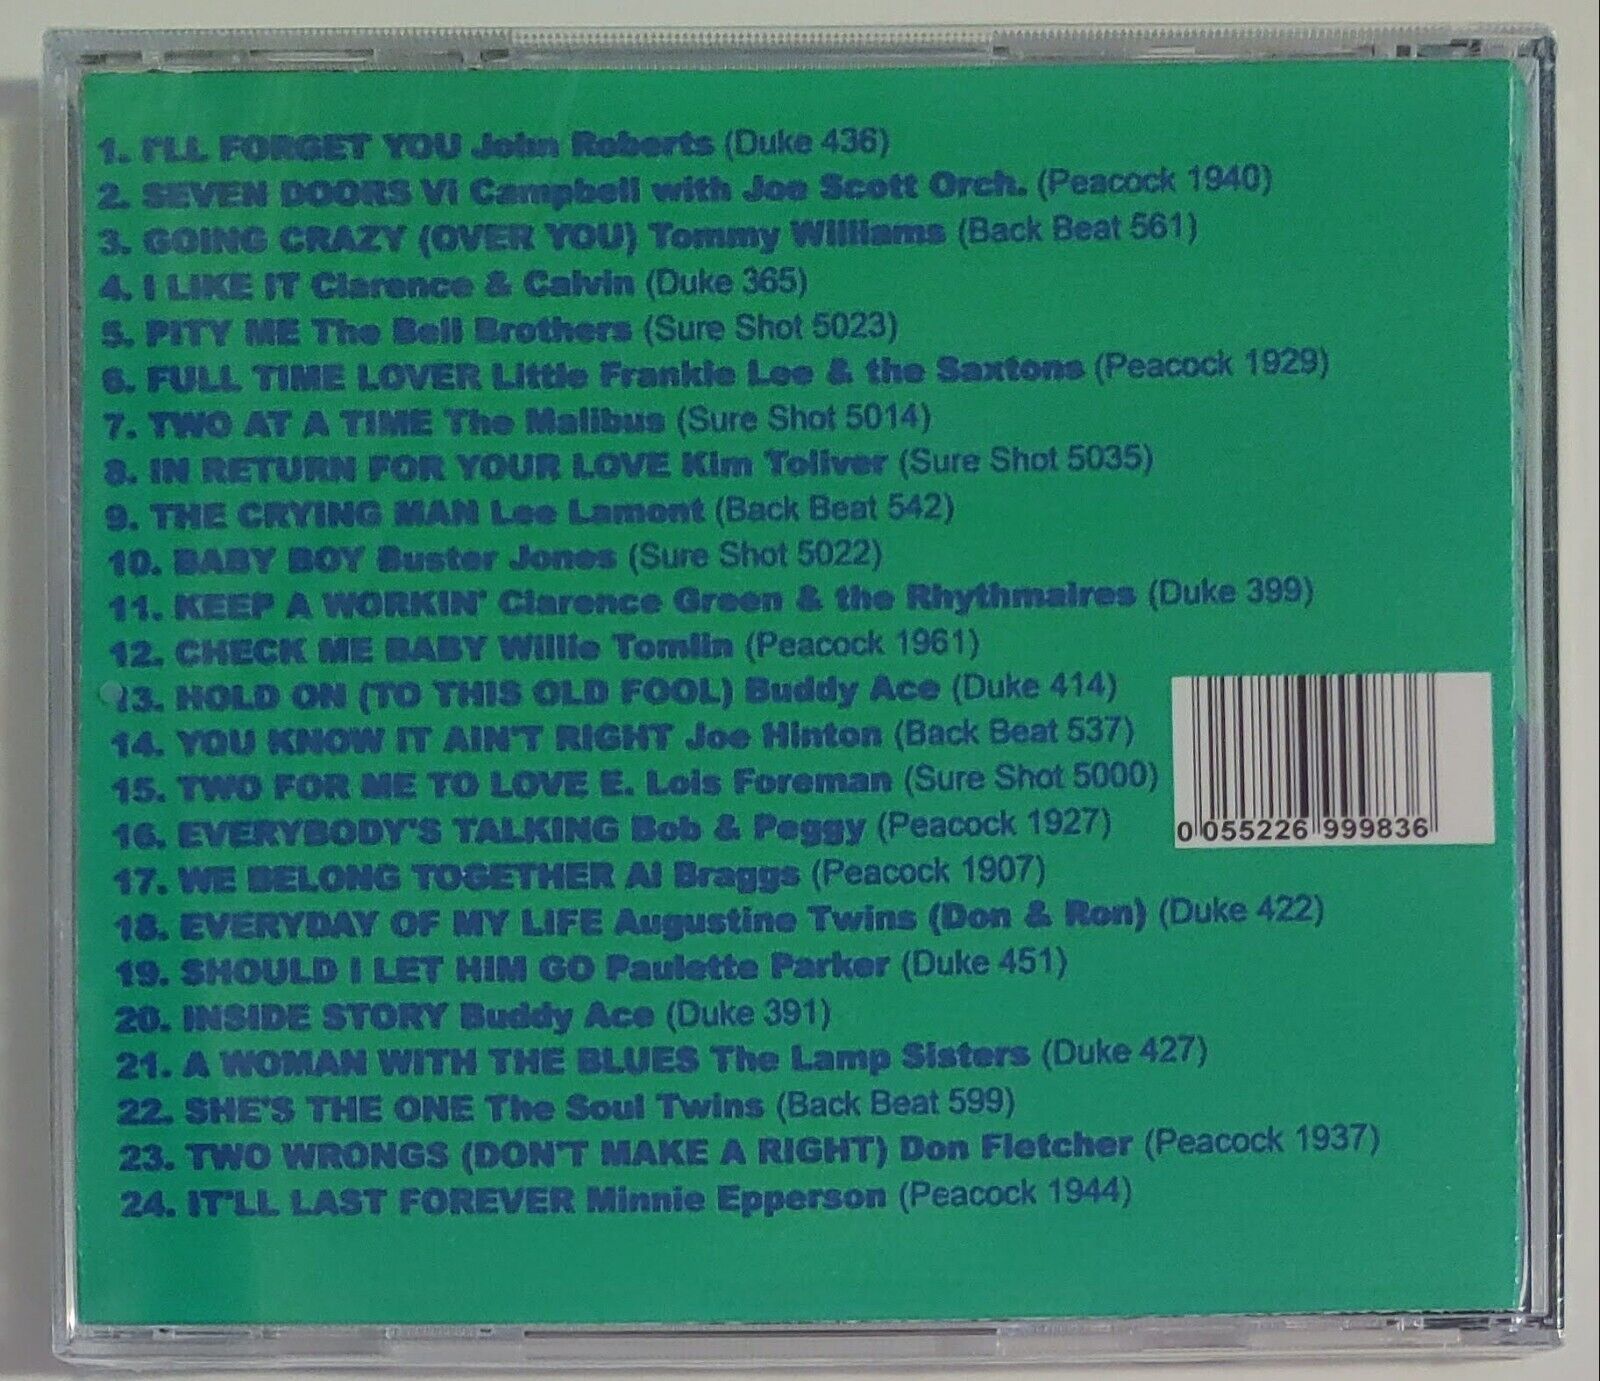 1. I'LL FORGET YOU John Roberts (Duke 436)
2. SEVEN DOORS Vi Campbell with Joe Scott Orch. (Peacock 1940)
3. GOING CRAZY (OVER YOU) Tommy Williams (Back Beat 561)
4. I LIKE IT Clarence & Calvin (Duke 365)
5. PITY ME The Bell Brothers (Sure Shot 5023)
6. FULL TIME LOVER Little Frankie Lee & the Saxtons (Peacock 1929)
7. TWO AT A TIME The Malibus (Sure Shot 5014)
8. IN RETURN FOR YOUR LOVE Kim Toliver (Sure Shot 5035)
9. THE CRYING MAN Lee Lamont (Back Beat 542)
10. BABY BOY Buster Jones (Sure Shot 5022)
11. KEEP A WORKIN' Clarence Green & the Rhythmaires (Duke 399)
12. CHECK ME BABY Willie Tomlin (Peacock 1961)
13. HOLD ON (TO THIS OLD FOOL) Buddy Ace (Duke 414)
14. YOU KNOW IT AIN'T RIGHT Joe Hinton (Back Beat 537)
15. TWO FOR ME TO LOVE E. Lois Foreman (Sure Shot 5000)
16. EVERYBODY'S TALKING Bob & Peggy (Peacock 1927)
17. WE BELONG TOGETHER Al Braggs (Peacock 1907)
18. EVERYDAY OF MY LIFE Augustine Twins (Don & Ron) (Duke 422)
19. SHOULD I LET HIM GO Paulette Parker (Duke 451)
20. INSIDE STORY Buddy Ace (Duke 391)
21. A WOMAN WITH THE BLUES The Lamp Sisters (Duke 427)
22. SHE'S THE ONE The Soul Twins (Back Beat 599)
23. TWO WRONGS (DON'T MAKE A RIGHT) Don Fletcher (Peacock 1937)
24. IT'LL LAST FOREVER Minnie Epperson (Peacock 1944)
0 055226 999836